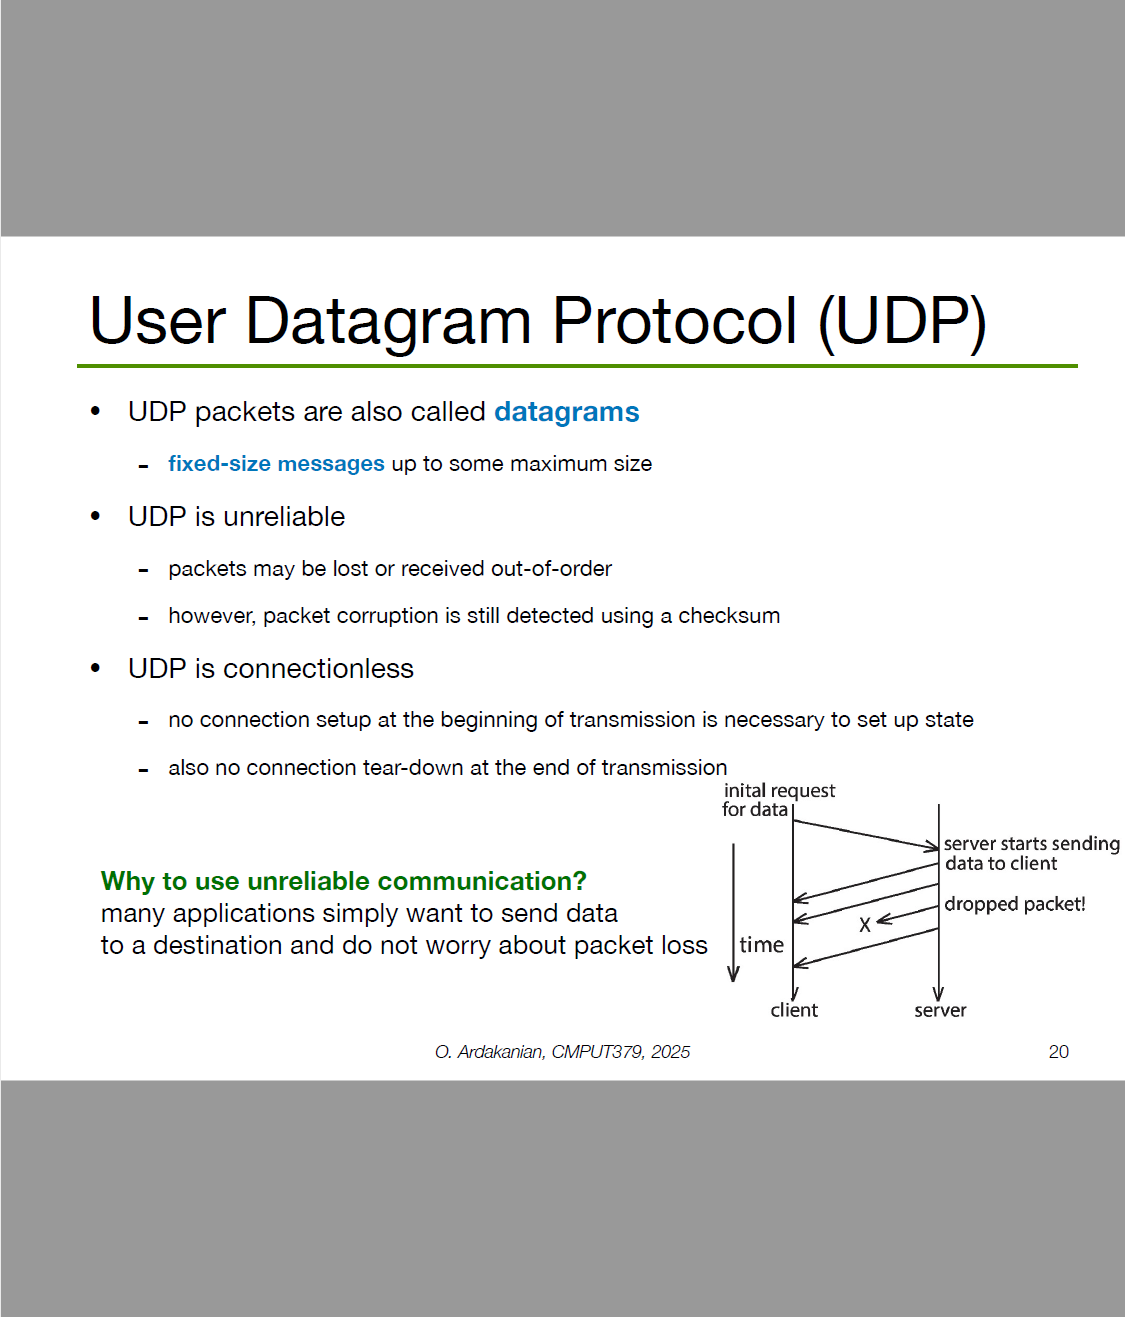 User Datagram Protocol (UDP)
• UDP packets are also called datagrams
- fixed-size messages up to some maximum size
• UDP is unreliable
- packets may be lost or received out-of-order
- however, packet corruption is still detected using a checksum
• UDP is connectionless
- no connection setup at the beginning of transmission is necessary to set up state
- also no connection tear-down at the end of transmission
Why to use unreliable communication?
many applications simply want to send data
to a destination and do not worry about packet loss
inital request
for data
server starts sending
data to client
dropped packet!
X
time
client
server
O. Ardakanian, CMPUT379, 2025
20